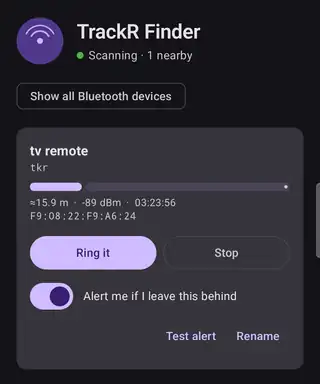 TrackR Finder
Scanning · 1 nearby
Show all Bluetooth devices
tv remote
tkr
≈15.9 m · -89 dBm · 03:23:56
F9:08:22:F9:A6:24
Ring it
Stop
Alert me if I leave this behind
Test alert
Rename